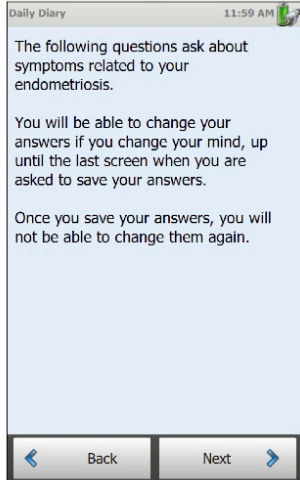 Daily Diary 11:59 AM
The following questions ask about
symptoms related to your
endometriosis.
You will be able to change your
answers if you change your mind, up
until the last screen when you are
asked to save your answers.
Once you save your answers, you will
not be able to change them again.
Back Next